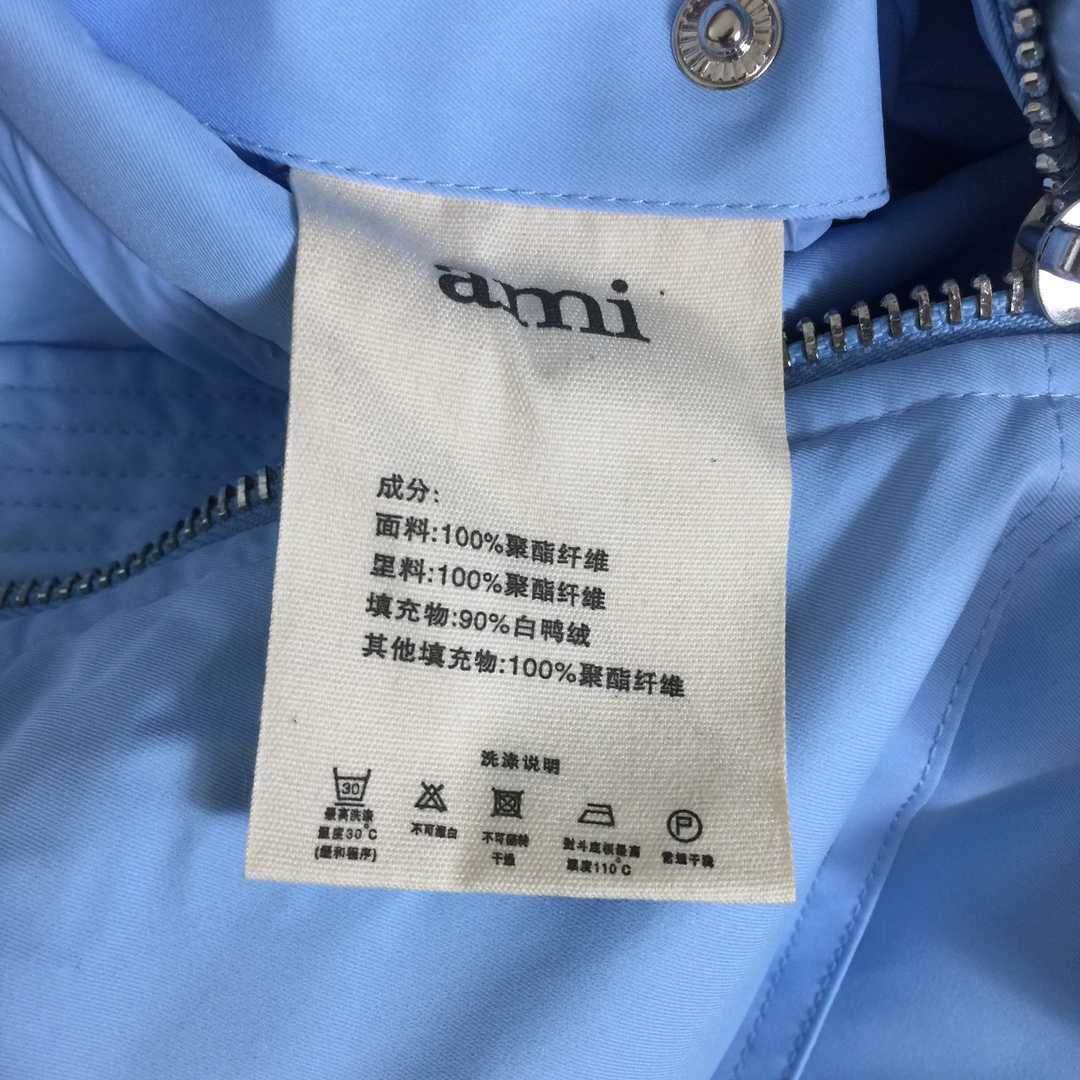 ami
成分:
面料:100%聚酯纤维
里料:100%聚酯纤维
填充物:90%白鸭绒
其他填充物:100%聚酯纤维
洗涤说明
30
最高洗涤
温度30°C
(缓和程序)
不可漂白
不可翻转
干燥
熨斗底板最高
温度110°C
P
常规干洗